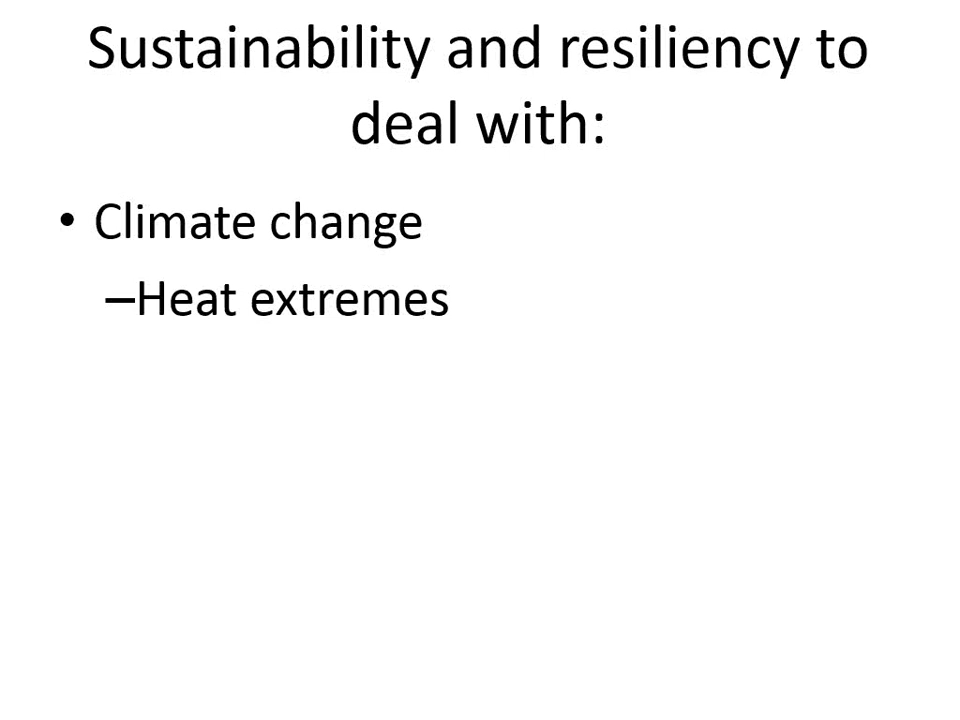 Sustainability and resiliency to
deal with:
• Climate change
–Heat extremes